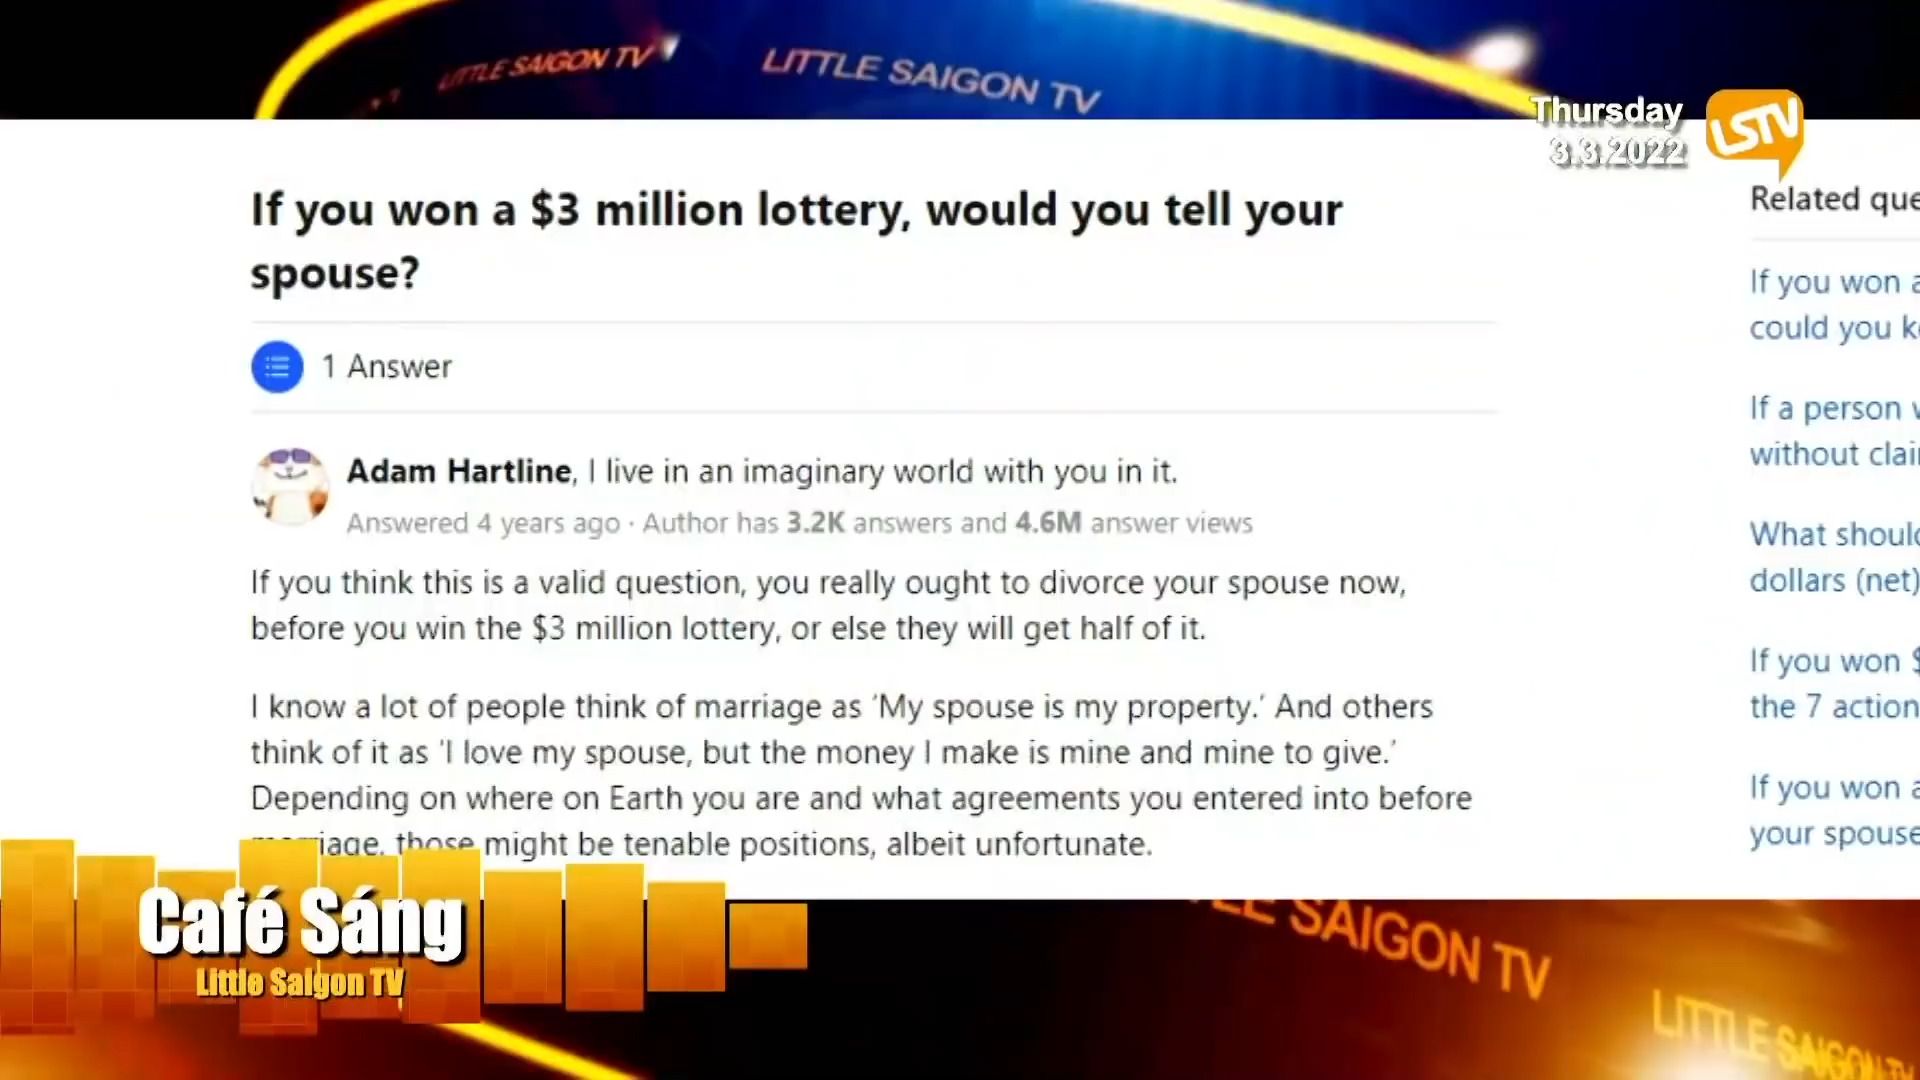 LITTLE SAIGON TV
LITTLE SAIGON TV
Thursday
3.3.2022
LSTV
If you won a $3 million lottery, would you tell your
spouse?
1 Answer
Adam Hartline, I live in an imaginary world with you in it.
Answered 4 years ago · Author has 3.2K answers and 4.6M answer views
If you think this is a valid question, you really ought to divorce your spouse now,
before you win the $3 million lottery, or else they will get half of it.
I know a lot of people think of marriage as ‘My spouse is my property.’ And others
think of it as ‘I love my spouse, but the money I make is mine and mine to give.’
Depending on where on Earth you are and what agreements you entered into before
those might be tenable positions, albeit unfortunate.
Related
If you won
could you
If a person
without
What
dollars (net)
If you won
the 7
If you won
your spouse
Café Sáng
Little Saigon TV
SAIGON TV
LITTLE SAIGON TV